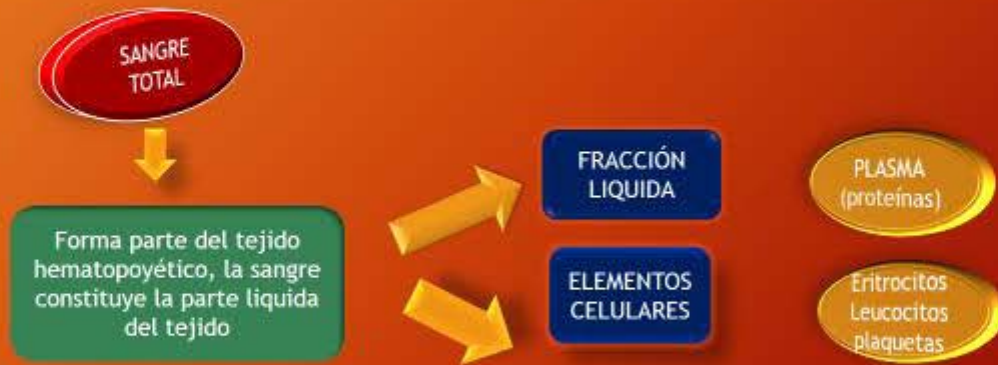 SANGRE
TOTAL
Forma parte del tejido
hematopoyético, la sangre
constituye la parte liquida
del tejido
FRACCIÓN
LIQUIDA
PLASMA
(proteínas)
ELEMENTOS
CELULARES
Eritrocitos
Leucocitos
plaquetas